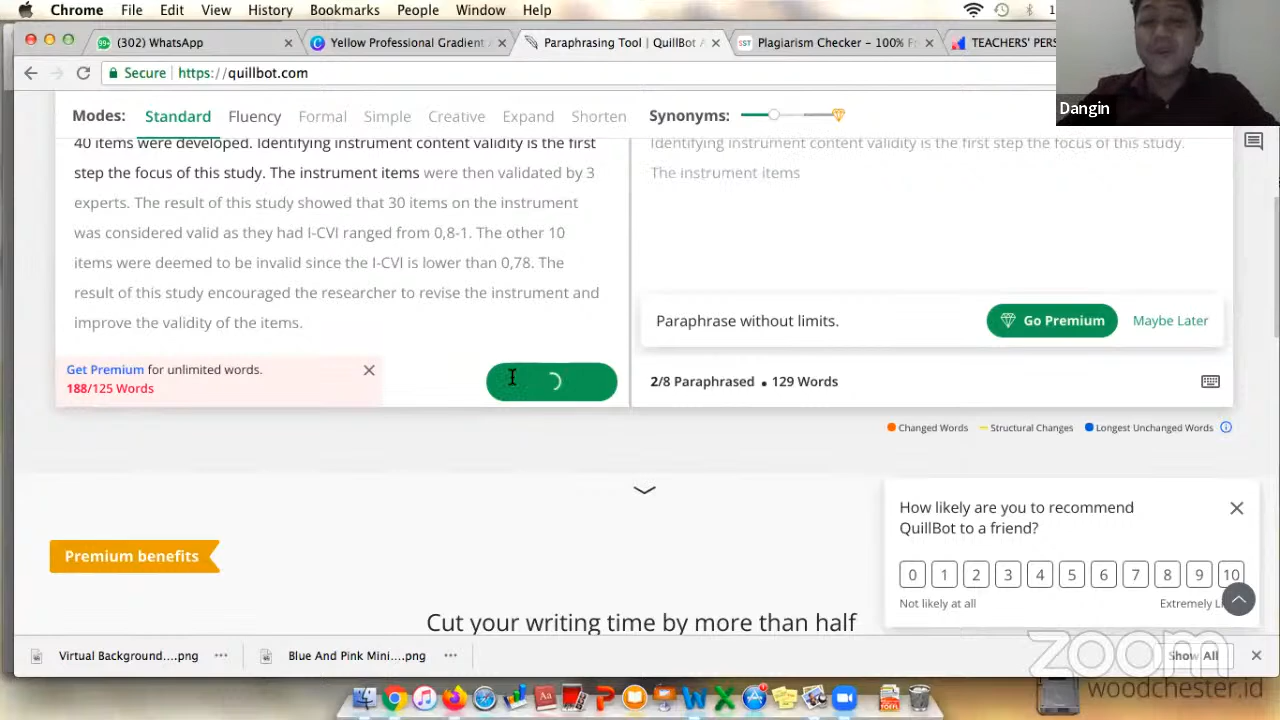 Chrome File Edit View History Bookmarks People Window Help
99+ (302) WhatsApp
Yellow Professional Gradient A
Paraphrasing Tool | QuillBot A
SST Plagiarism Checker – 100% Fr
TEACHERS' PERS
Secure https://quillbot.com
Dangin
Modes: Standard Fluency Formal Simple Creative Expand Shorten
Synonyms:
40 items were developed. Identifying instrument content validity is the first
step the focus of this study. The instrument items were then validated by 3
experts. The result of this study showed that 30 items on the instrument
was considered valid as they had I-CVI ranged from 0,8-1. The other 10
items were deemed to be invalid since the I-CVI is lower than 0,78. The
result of this study encouraged the researcher to revise the instrument and
improve the validity of the items.
Identifying instrument content validity is the first step the focus of this study.
The instrument items
Paraphrase without limits. Go Premium Maybe Later
Get Premium for unlimited words.
188/125 Words
2/8 Paraphrased • 129 Words
Changed Words Structural Changes Longest Unchanged Words
How likely are you to recommend
QuillBot to a friend?
0 1 2 3 4 5 6 7 8 9 10
Not likely at all
Premium benefits
Cut your writing time by more than half
Virtual Background....png
Blue And Pink Mini....png
Show All
zoom
woodchester.id
TOEFL